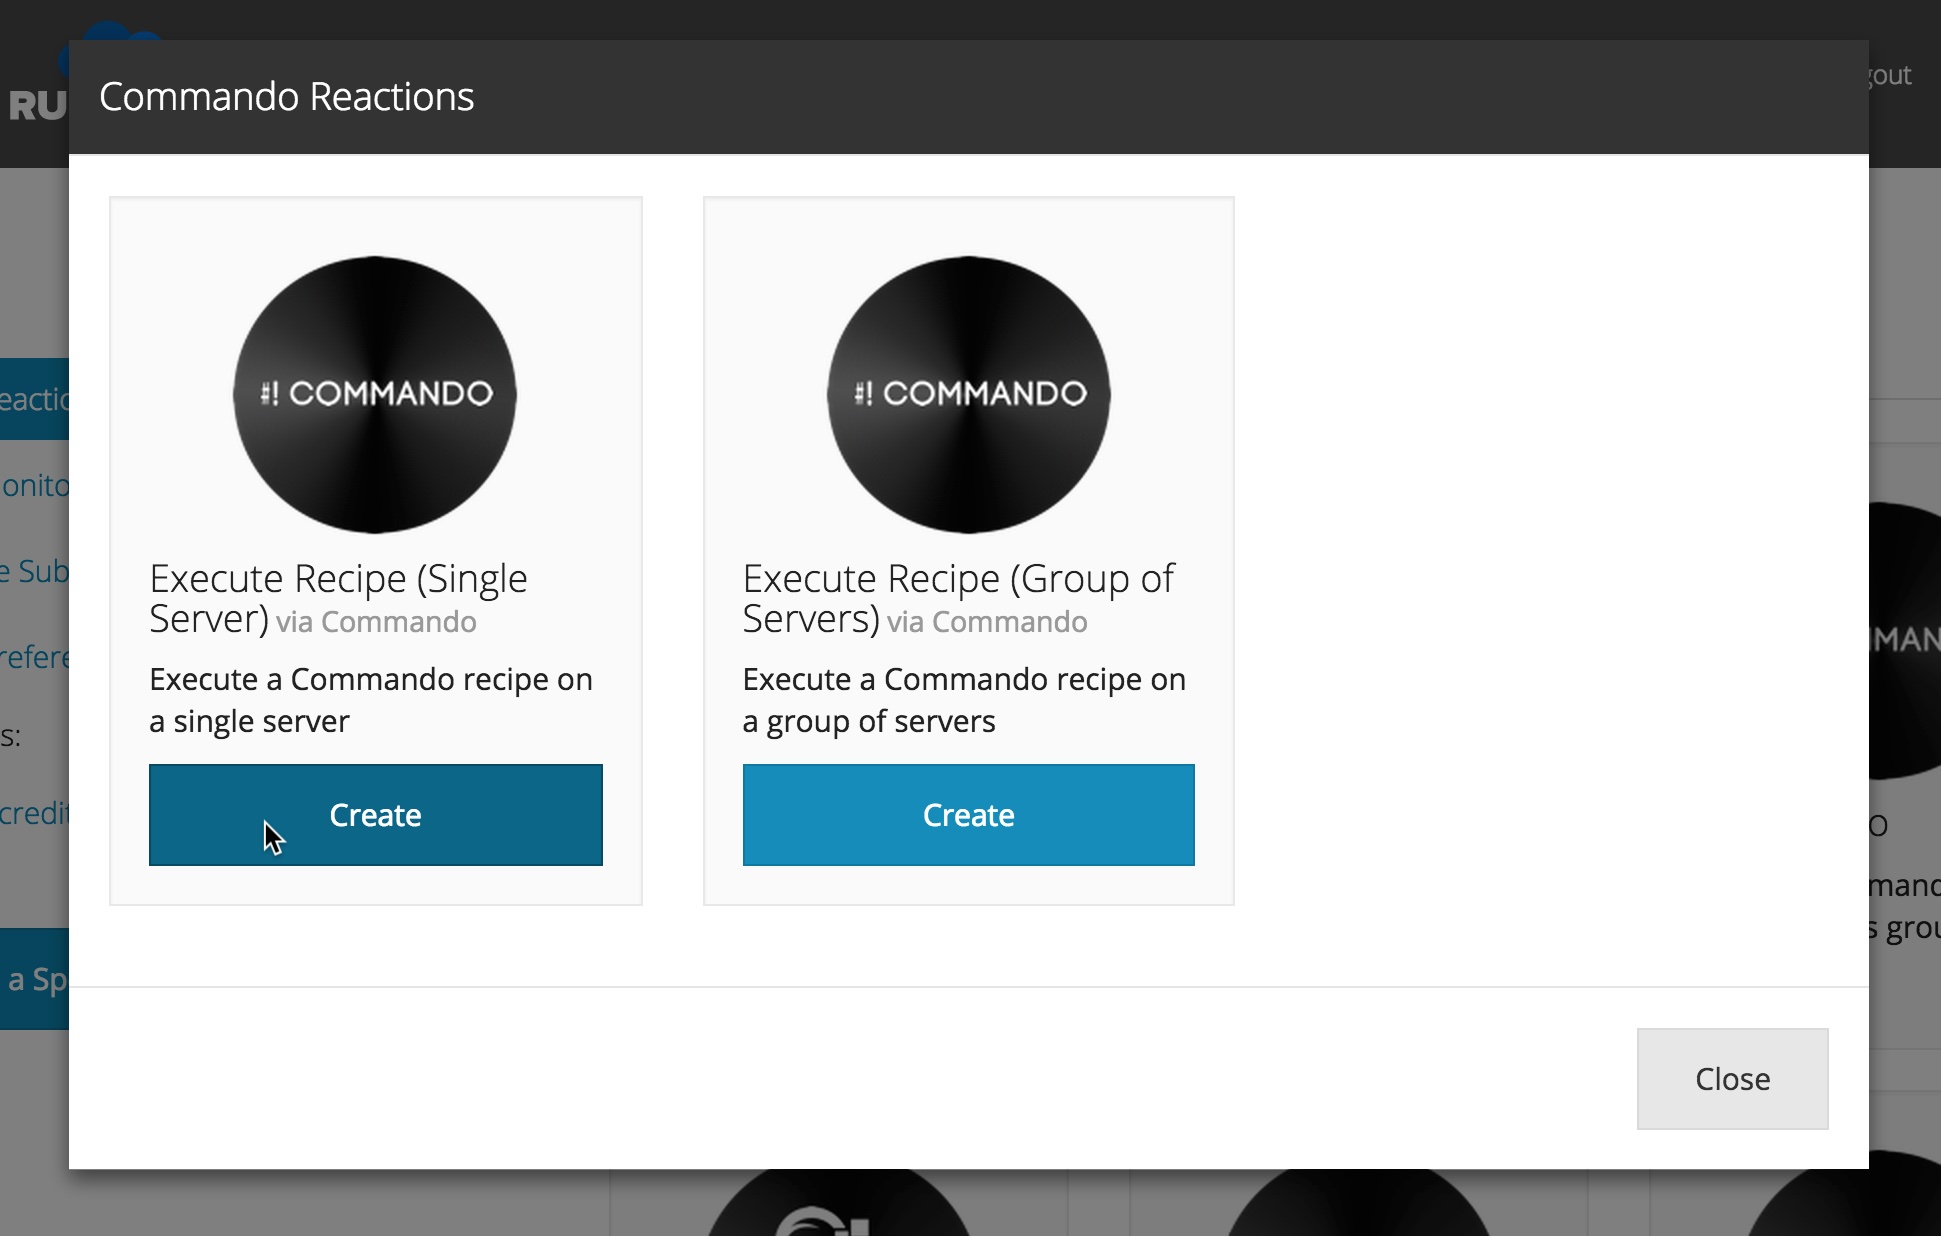 Commando Reactions
#! COMMANDO
Execute Recipe (Single
Server) via Commando
Execute a Commando recipe on
a single server
Create
#! COMMANDO
Execute Recipe (Group of
Servers) via Commando
Execute a Commando recipe on
a group of servers
Create
Close
RU
gout
eactio
onito
e Sub
refere
s:
credit
a Sp
MAN
O
mand
s grou